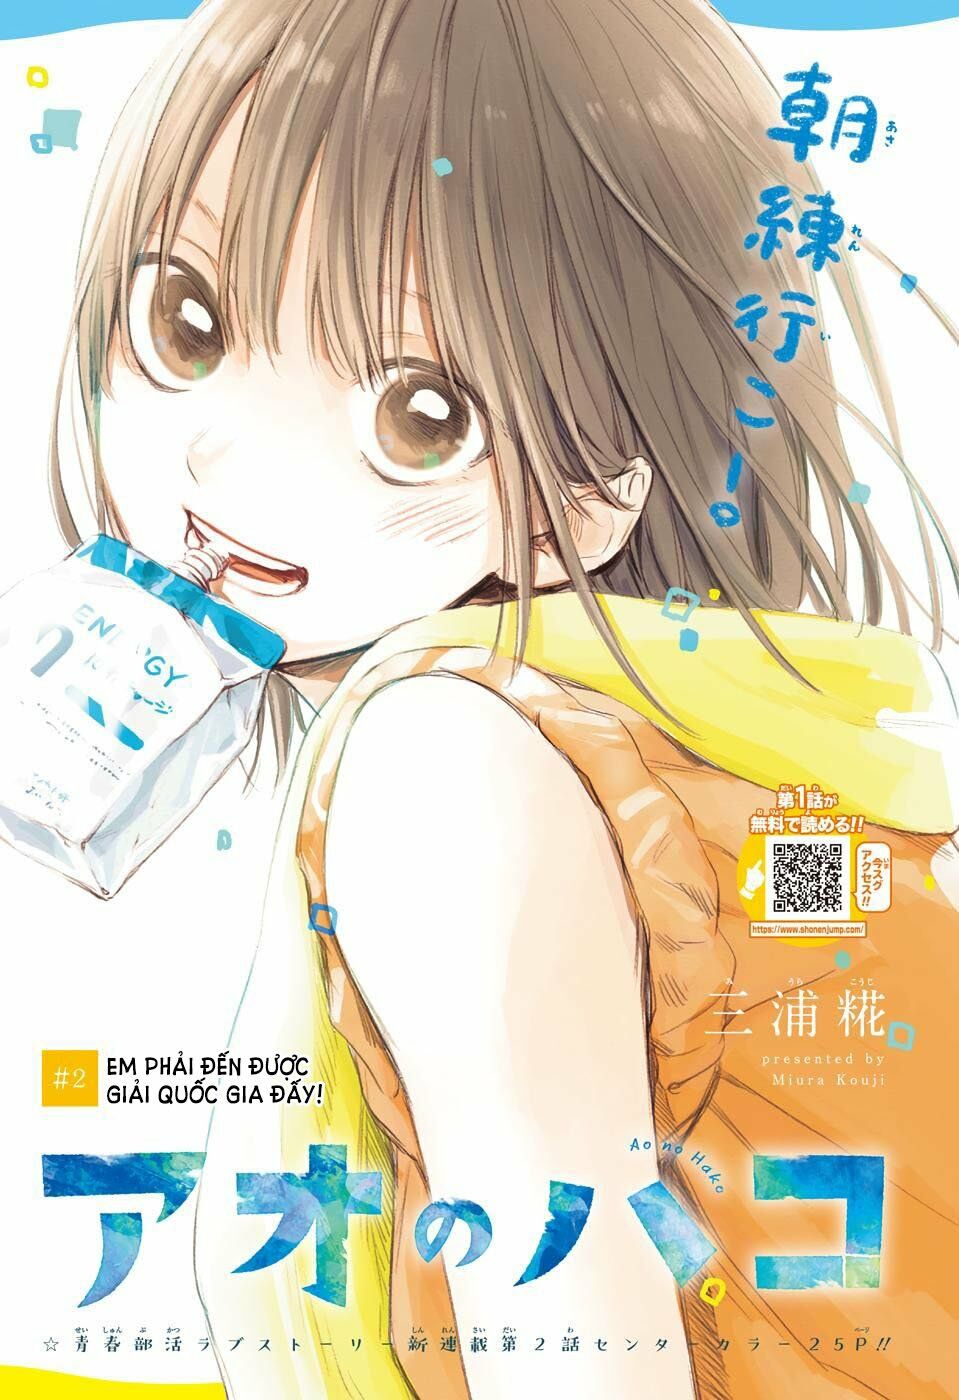 朝練行こー。
ENERGY
第1話が
無料で読める!!
今スグ
アクセス!!
https://www.shonenjump.com/
三浦糀
presented by
Miura Kouji
#2
EM PHẢI ĐẾN ĐƯỢC
GIẢI QUỐC GIA ĐẤY!
Ao no Hako
アオのハコ
☆青春部活ラブストーリー新連載第2話センターカラー25P!!